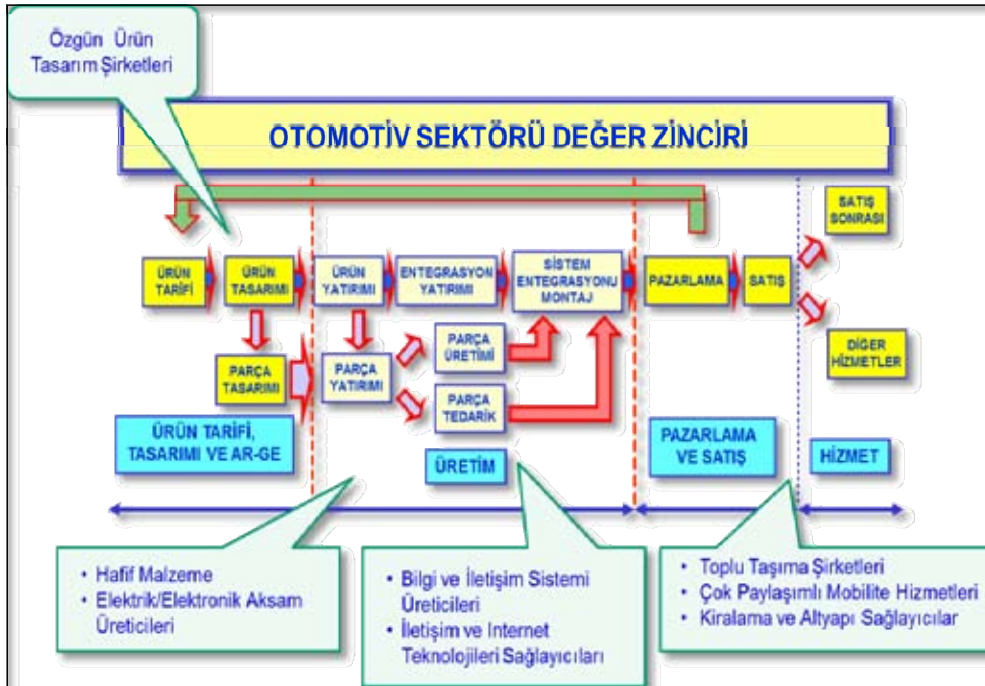 Özgün Ürün
Tasarım Şirketleri
OTOMOTİV SEKTÖRÜ DEĞER ZİNCİRİ
SATIŞ
SONRASI
ÜRÜN
TARİFİ
ÜRÜN
TASARIMI
ÜRÜN
YATIRIMI
ENTEGRASYON
YATIRIMI
SİSTEM
ENTEGRASYONU
MONTAJ
PAZARLAMA
SATIŞ
PARÇA
TASARIMI
PARÇA
YATIRIMI
PARÇA
ÜRETİMİ
PARÇA
TEDARİK
DİĞER
HİZMETLER
ÜRÜN TARİFİ,
TASARIMI VE AR-GE
ÜRETİM
PAZARLAMA
VE SATIŞ
HİZMET
• Hafif Malzeme
• Elektrik/Elektronik Aksam
Üreticileri
• Bilgi ve İletişim Sistemi
Üreticileri
• İletişim ve Internet
Teknolojileri Sağlayıcıları
• Toplu Taşıma Şirketleri
• Çok Paylaşımlı Mobilite Hizmetleri
• Kiralama ve Altyapı Sağlayıcılar